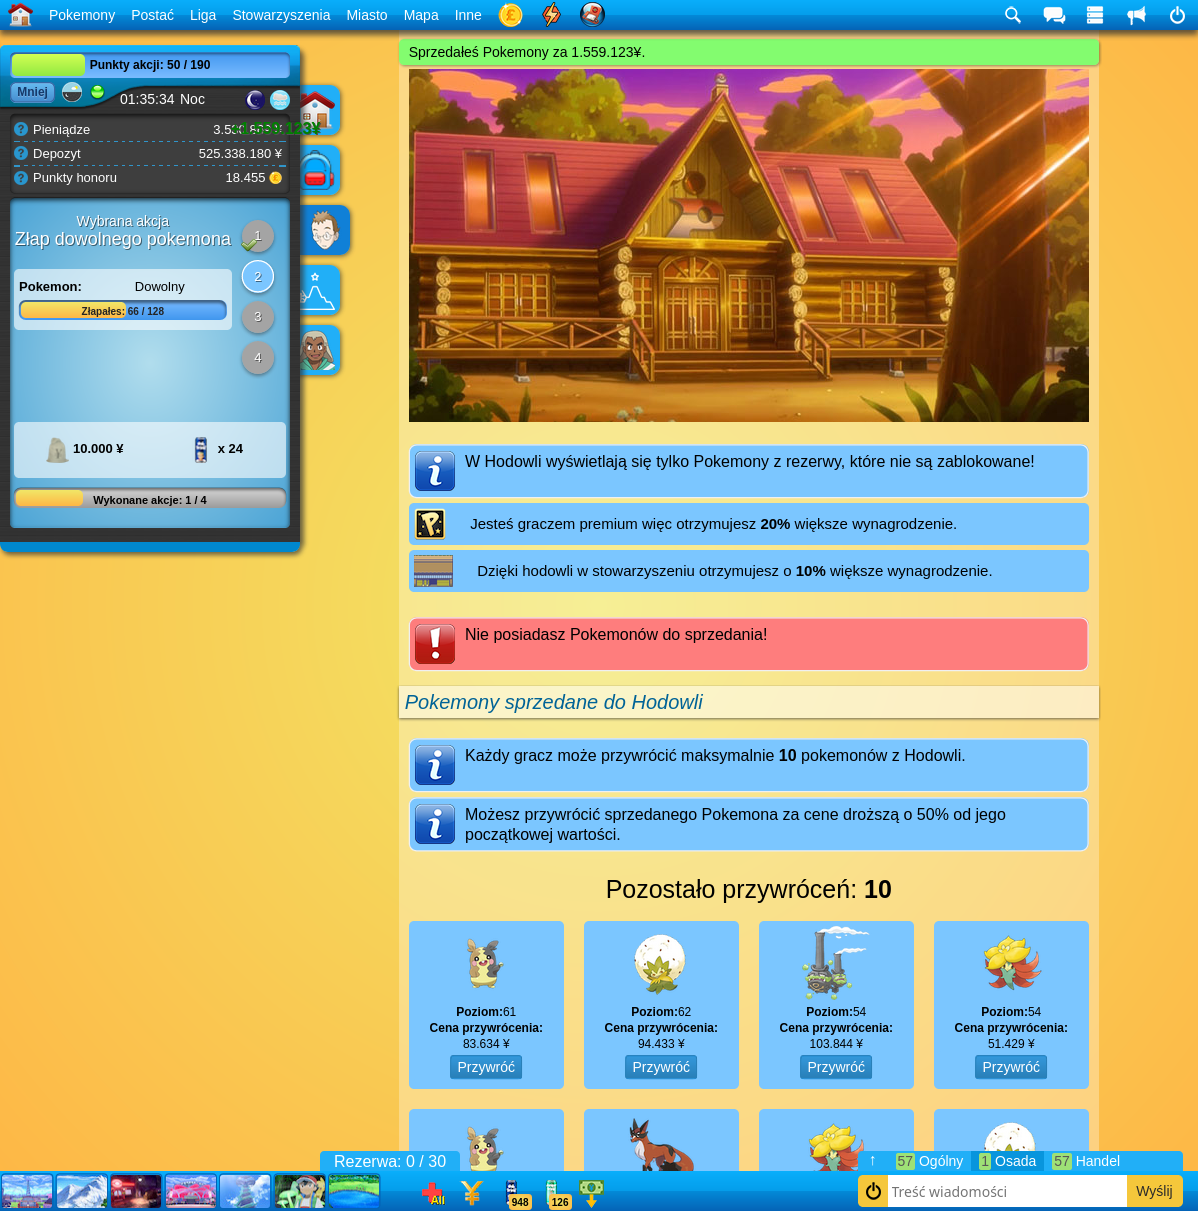 Pokemony Postać Liga Stowarzyszenia Miasto Mapa Inne
Punkty akcji: 50 / 190
Mniej
01:35:34 Noc
Pieniądze
Depozyt 525.338.180 ¥
Punkty honoru 18.455
Wybrana akcja
Złap dowolnego pokemona
1
2
3
4
Pokemon: Dowolny
Złapałeś: 66 / 128
10.000 ¥ x 24
Wykonane akcje: 1 / 4
Sprzedałeś Pokemony za 1.559.123¥.
W Hodowli wyświetlają się tylko Pokemony z rezerwy, które nie są zablokowane!
Jesteś graczem premium więc otrzymujesz 20% większe wynagrodzenie.
Dzięki hodowli w stowarzyszeniu otrzymujesz o 10% większe wynagrodzenie.
Nie posiadasz Pokemonów do sprzedania!
Pokemony sprzedane do Hodowli
Każdy gracz może przywrócić maksymalnie 10 pokemonów z Hodowli.
Możesz przywrócić sprzedanego Pokemona za cene droższą o 50% od jego
początkowej wartości.
Pozostało przywróceń: 10
Poziom:61 Poziom:62 Poziom:54 Poziom:54
Cena przywrócenia: Cena przywrócenia: Cena przywrócenia: Cena przywrócenia:
83.634 ¥ 94.433 ¥ 103.844 ¥ 51.429 ¥
Przywróć Przywróć Przywróć Przywróć
Rezerwa: 0 / 30
↑ 57 Ogólny 1 Osada 57 Handel
All 948 126
Treść wiadomości Wyślij